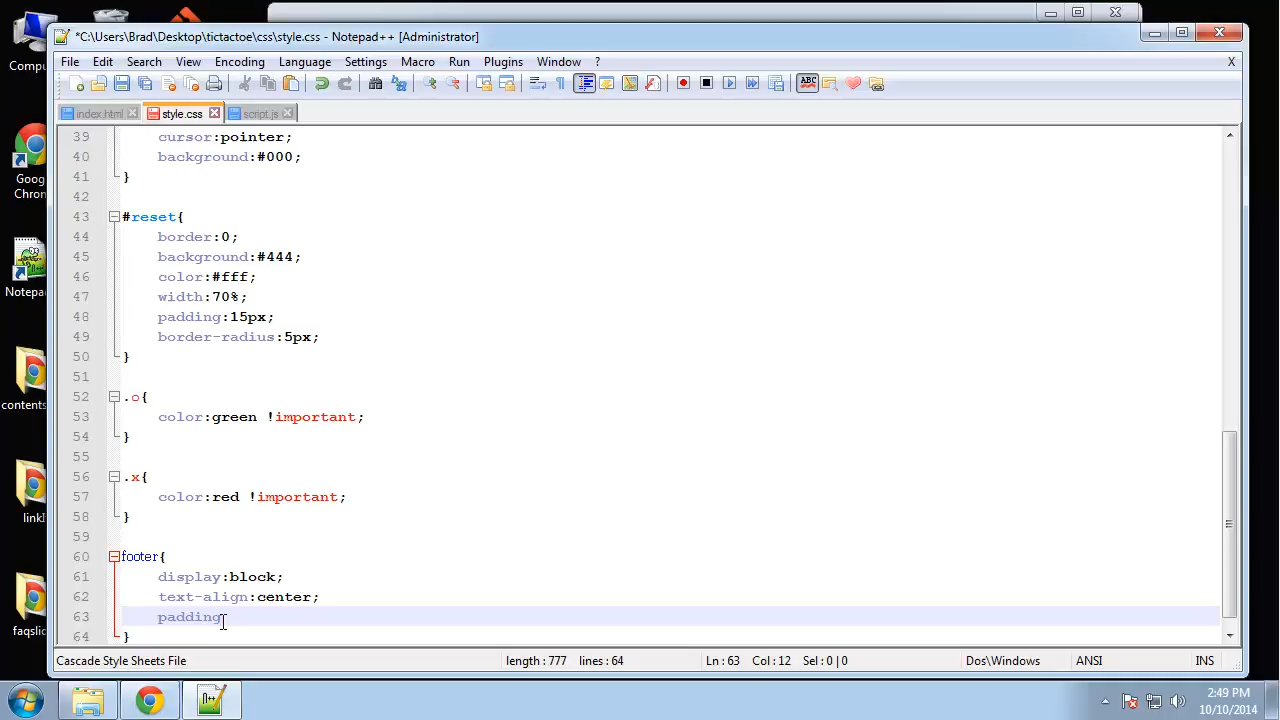 *C:\Users\Brad\Desktop\tictactoe\css\style.css - Notepad++ [Administrator]
File Edit Search View Encoding Language Settings Macro Run Plugins Window ? X
index.html style.css script.js
39 cursor:pointer;
40 background:#000;
41 }
42
43 #reset{
44 border:0;
45 background:#444;
46 color:#fff;
47 width:70%;
48 padding:15px;
49 border-radius:5px;
50 }
51
52 .o{
53 color:green !important;
54 }
55
56 .x{
57 color:red !important;
58 }
59
60 footer{
61 display:block;
62 text-align:center;
63 padding
64 }
Cascade Style Sheets File length : 777 lines : 64 Ln : 63 Col : 12 Sel : 0 | 0 Dos\Windows ANSI INS
Compu
Goog
Chron
Notepa
contents
linkI
faqslic
2:49 PM
10/10/2014